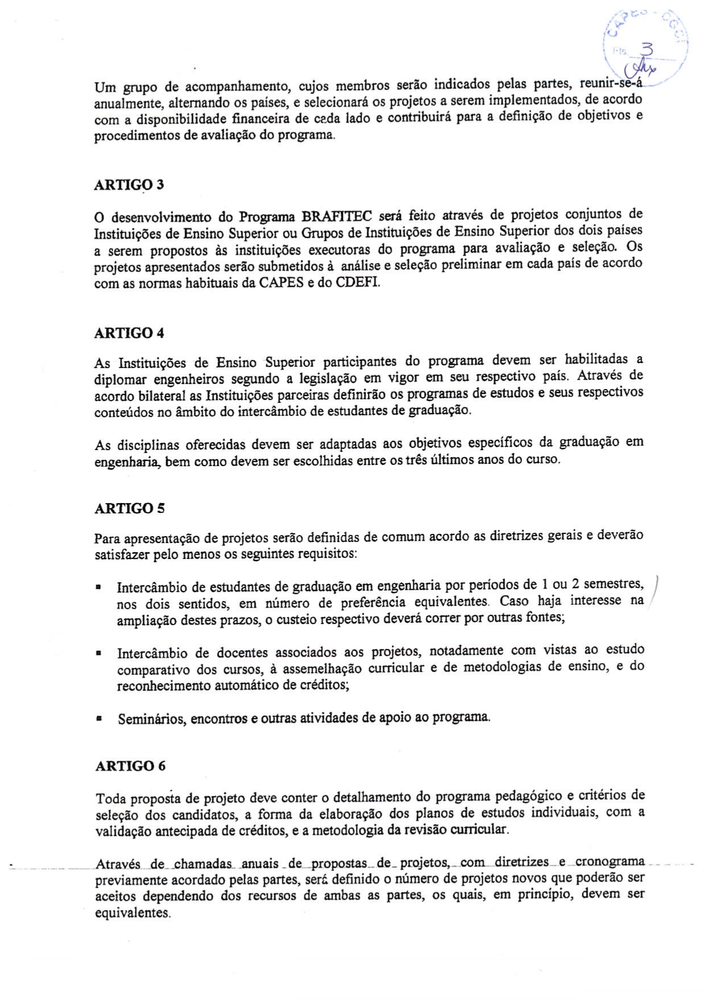 CAPES - CGCI
Fls. 3
Um grupo de acompanhamento, cujos membros serão indicados pelas partes, reunir-se-á
anualmente, alternando os países, e selecionará os projetos a serem implementados, de acordo
com a disponibilidade financeira de cada lado e contribuirá para a definição de objetivos e
procedimentos de avaliação do programa.
ARTIGO 3
O desenvolvimento do Programa BRAFITEC será feito através de projetos conjuntos de
Instituições de Ensino Superior ou Grupos de Instituições de Ensino Superior dos dois países
a serem propostos às instituições executoras do programa para avaliação e seleção. Os
projetos apresentados serão submetidos à análise e seleção preliminar em cada país de acordo
com as normas habituais da CAPES e do CDEFI.
ARTIGO 4
As Instituições de Ensino Superior participantes do programa devem ser habilitadas a
diplomar engenheiros segundo a legislação em vigor em seu respectivo país. Através de
acordo bilateral as Instituições parceiras definirão os programas de estudos e seus respectivos
conteúdos no âmbito do intercâmbio de estudantes de graduação.
As disciplinas oferecidas devem ser adaptadas aos objetivos específicos da graduação em
engenharia, bem como devem ser escolhidas entre os três últimos anos do curso.
ARTIGO 5
Para apresentação de projetos serão definidas de comum acordo as diretrizes gerais e deverão
satisfazer pelo menos os seguintes requisitos:
▪ Intercâmbio de estudantes de graduação em engenharia por períodos de 1 ou 2 semestres,
nos dois sentidos, em número de preferência equivalentes. Caso haja interesse na
ampliação destes prazos, o custeio respectivo deverá correr por outras fontes;
▪ Intercâmbio de docentes associados aos projetos, notadamente com vistas ao estudo
comparativo dos cursos, à assemelhação curricular e de metodologias de ensino, e do
reconhecimento automático de créditos;
▪ Seminários, encontros e outras atividades de apoio ao programa.
ARTIGO 6
Toda proposta de projeto deve conter o detalhamento do programa pedagógico e critérios de
seleção dos candidatos, a forma da elaboração dos planos de estudos individuais, com a
validação antecipada de créditos, e a metodologia da revisão curricular.
Através de chamadas anuais de propostas de projetos, com diretrizes e cronograma
previamente acordado pelas partes, será definido o número de projetos novos que poderão ser
aceitos dependendo dos recursos de ambas as partes, os quais, em princípio, devem ser
equivalentes.